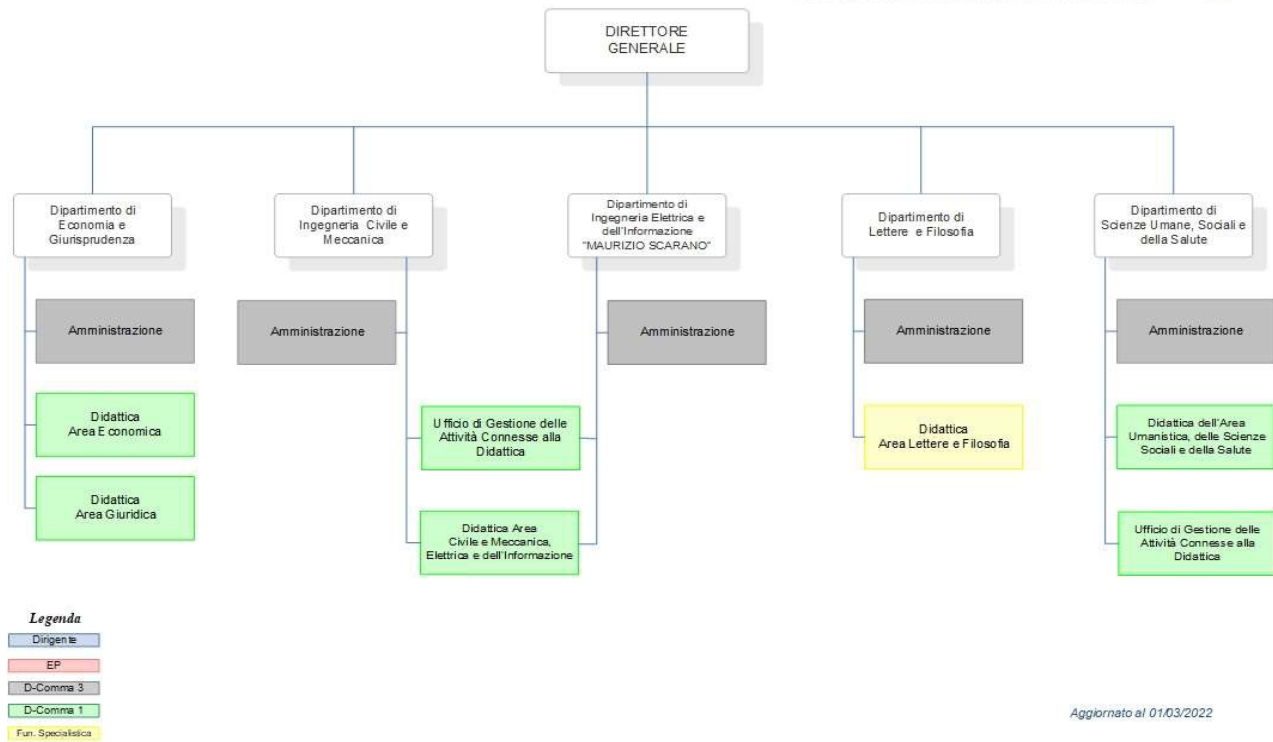 DIRETTORE
GENERALE
Dipartimento di
Economia e
Giurisprudenza
Dipartimento di
Ingegneria Civile e
Meccanica
Dipartimento di
Ingegneria Elettrica e
dell'Informazione
"MAURIZIO SCARANO"
Dipartimento di
Lettere e Filosofia
Dipartimento di
Scienze Umane, Sociali e
della Salute
Amministrazione
Amministrazione
Amministrazione
Amministrazione
Amministrazione
Didattica
Area Economica
Ufficio di Gestione delle
Attività Connesse alla
Didattica
Didattica
Area Lettere e Filosofia
Didattica dell'Area
Umanistica, delle Scienze
Sociali e della Salute
Didattica
Area Giuridica
Didattica Area
Civile e Meccanica,
Elettrica e dell'Informazione
Ufficio di Gestione delle
Attività Connesse alla
Didattica
Legenda
Dirigente
EP
D-Comma 3
D-Comma 1
Fun. Specialistica
Aggiornato al 01/03/2022